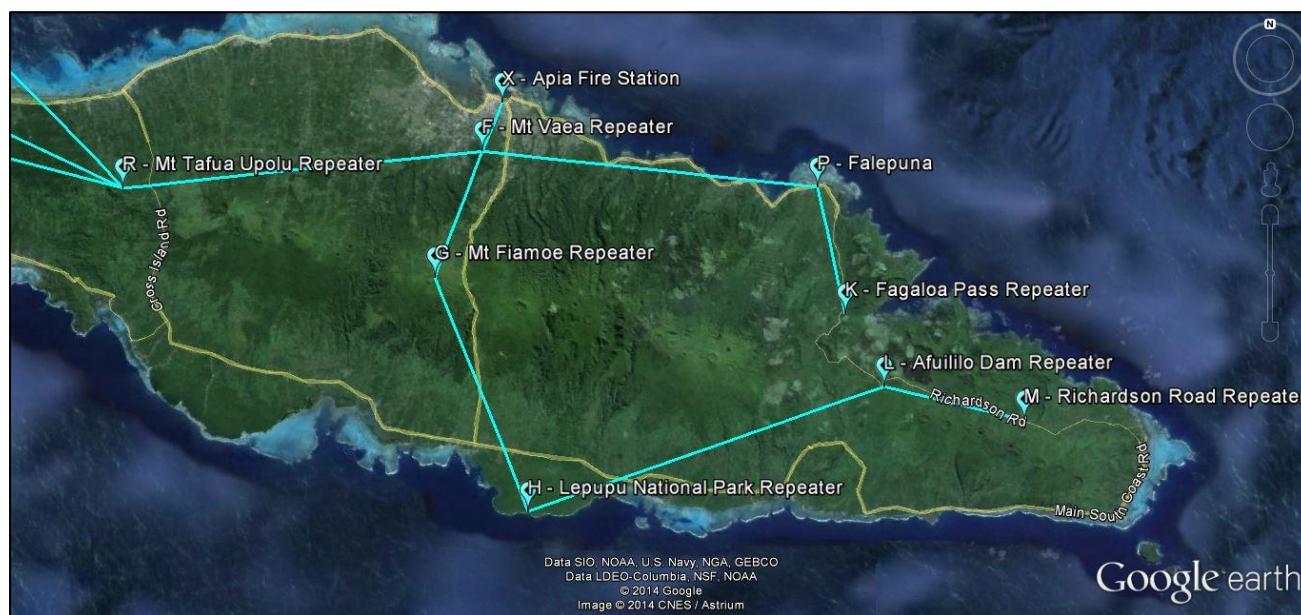 N
X - Apia Fire Station
F - Mt Vaea Repeater
R - Mt Tafua Upolu Repeater
P - Falepuna
Cross Island Rd
G - Mt Fiamoe Repeater
K - Fagaloa Pass Repeater
L - Afuililo Dam Repeater
Richardson Rd
M - Richardson Road Repeater
H - Lepupu National Park Repeater
Main South Coast Rd
Data SIO, NOAA, U.S. Navy, NGA, GEBCO
Data LDEO-Columbia, NSF, NOAA
© 2014 Google
Image © 2014 CNES / Astrium
Google earth